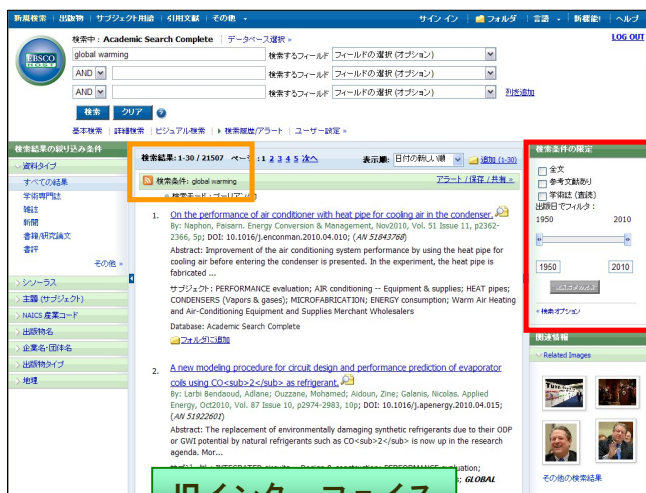 新規検索 | 出版物 | サブジェクト用語 | 引用文献 | その他
サイン イン | フォルダ | 言語 | 新機能! | ヘルプ
LOG OUT
EBSCO HOST
検索中: Academic Search Complete | データベース選択 »
global warming 検索するフィールド フィールドの選択 (オプション)
AND 検索するフィールド フィールドの選択 (オプション)
AND 検索するフィールド フィールドの選択 (オプション) 列を追加
検索 クリア
基本検索 | 詳細検索 | ビジュアル検索 | 検索履歴/アラート | ユーザー設定 »
検索結果の絞り込み条件
資料タイプ
すべての結果
学術専門誌
雑誌
新聞
書籍/研究論文
書評
その他 »
シソーラス
主題 (サブジェクト)
NAICS 産業コード
出版物名
企業名・団体名
出版物タイプ
地理
検索結果: 1-30 / 21507 ページ: 1 2 3 4 5 次へ 表示順: 日付の新しい順 追加 (1-30)
検索条件: global warming アラート / 保存 / 共有 »
1. On the performance of air conditioner with heat pipe for cooling air in the condenser.
By: Naphon, Paisarn. Energy Conversion & Management, Nov2010, Vol. 51 Issue 11, p2362-
2366, 5p; DOI: 10.1016/j.enconman.2010.04.010; (AN 51843768)
Abstract: Improvement of the air conditioning system performance by using the heat pipe for
cooling air before entering the condenser is presented. In the experiment, the heat pipe is
fabricated ...
サブジェクト: PERFORMANCE evaluation; AIR conditioning -- Equipment & supplies; HEAT pipes;
CONDENSERS (Vapors & gases); MICROFABRICATION; ENERGY consumption; Warm Air Heating
and Air-Conditioning Equipment and Supplies Merchant Wholesalers
Database: Academic Search Complete
フォルダに追加
2. A new modeling procedure for circuit design and performance prediction of evaporator
coils using CO<sub>2</sub> as refrigerant.
By: Larbi Bendaoud, Adlane; Ouzzane, Mohamed; Aidoun, Zine; Galanis, Nicolas. Applied
Energy, Oct2010, Vol. 87 Issue 10, p2974-2983, 10p; DOI: 10.1016/j.apenergy.2010.04.015;
(AN 51922601)
Abstract: The replacement of environmentally damaging synthetic refrigerants due to their ODP
or GWI potential by natural refrigerants such as CO<sub>2</sub> is now up in the research
agenda. Mor...
GLOBAL
旧インターフェイス
検索条件の限定
全文
参考文献あり
学術誌 (査読)
出版日でフィルタ:
1950 2010
1950 2010
« 検索オプション
関連情報
Related Images
その他の検索結果